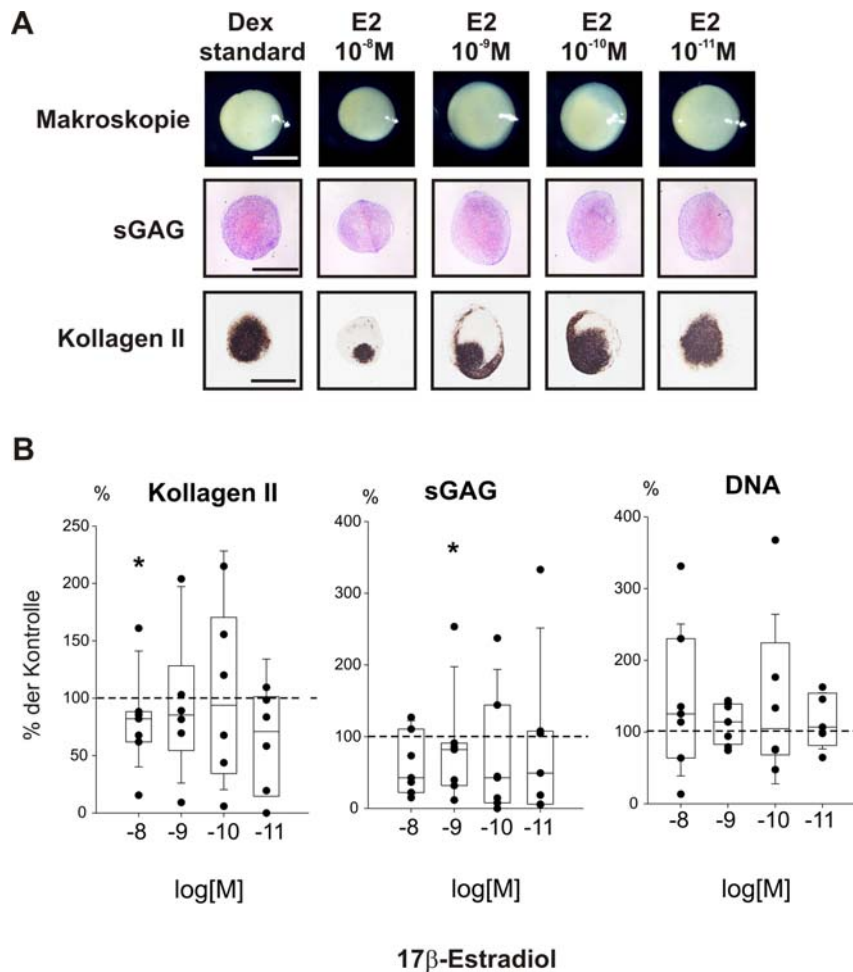 A
Dex standard
E2 10⁻⁸M
E2 10⁻⁹M
E2 10⁻¹⁰M
E2 10⁻¹¹M
Makroskopie
sGAG
Kollagen II
B
% Kollagen II
% der Kontrolle
250
200
150
100
50
0
*
-8 -9 -10 -11
log[M]
% sGAG
400
300
200
100
0
*
-8 -9 -10 -11
log[M]
% DNA
400
300
200
100
0
-8 -9 -10 -11
log[M]
17β-Estradiol